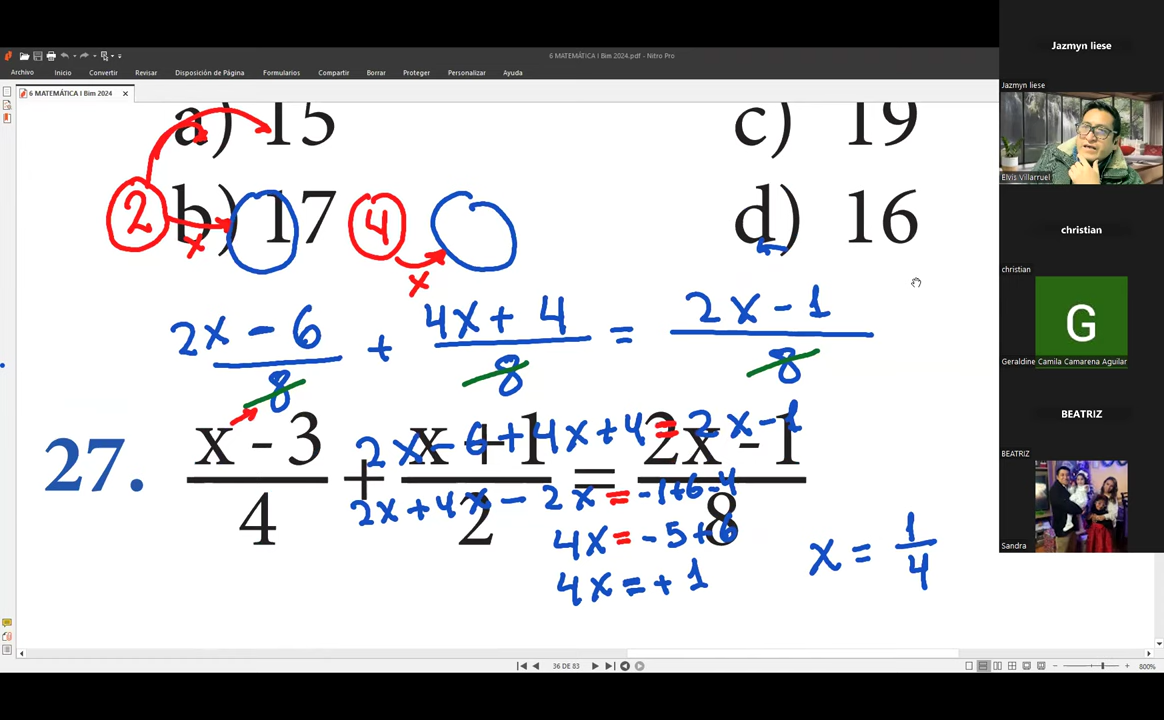 6 MATEMÁTICA I Bim 2024.pdf - Nitro Pro
Archivo Inicio Convertir Revisar Disposición de Página Formularios Compartir Borrar Proteger Personalizar Ayuda
6 MATEMÁTICA I Bim 2024 ×
a) 15
c) 19
b) 17
d) 16
2
x
4
x
2x - 6 / 8 + 4x + 4 / 8 = 2x - 1 / 8
27. x - 3 / 4 + x + 1 / 2 = 2x - 1 / 8
2x - 6 + 4x + 4 = 2x - 1
2x + 4x - 2x = -1 + 6 - 4
4x = - 5 + 6
4x = + 1
x = 1 / 4
36 DE 83
800%
Jazmyn liese
Jazmyn liese
Elvis Villarruel
christian
christian
G
Geraldine Camila Camarena Aguilar
BEATRIZ
BEATRIZ
Sandra